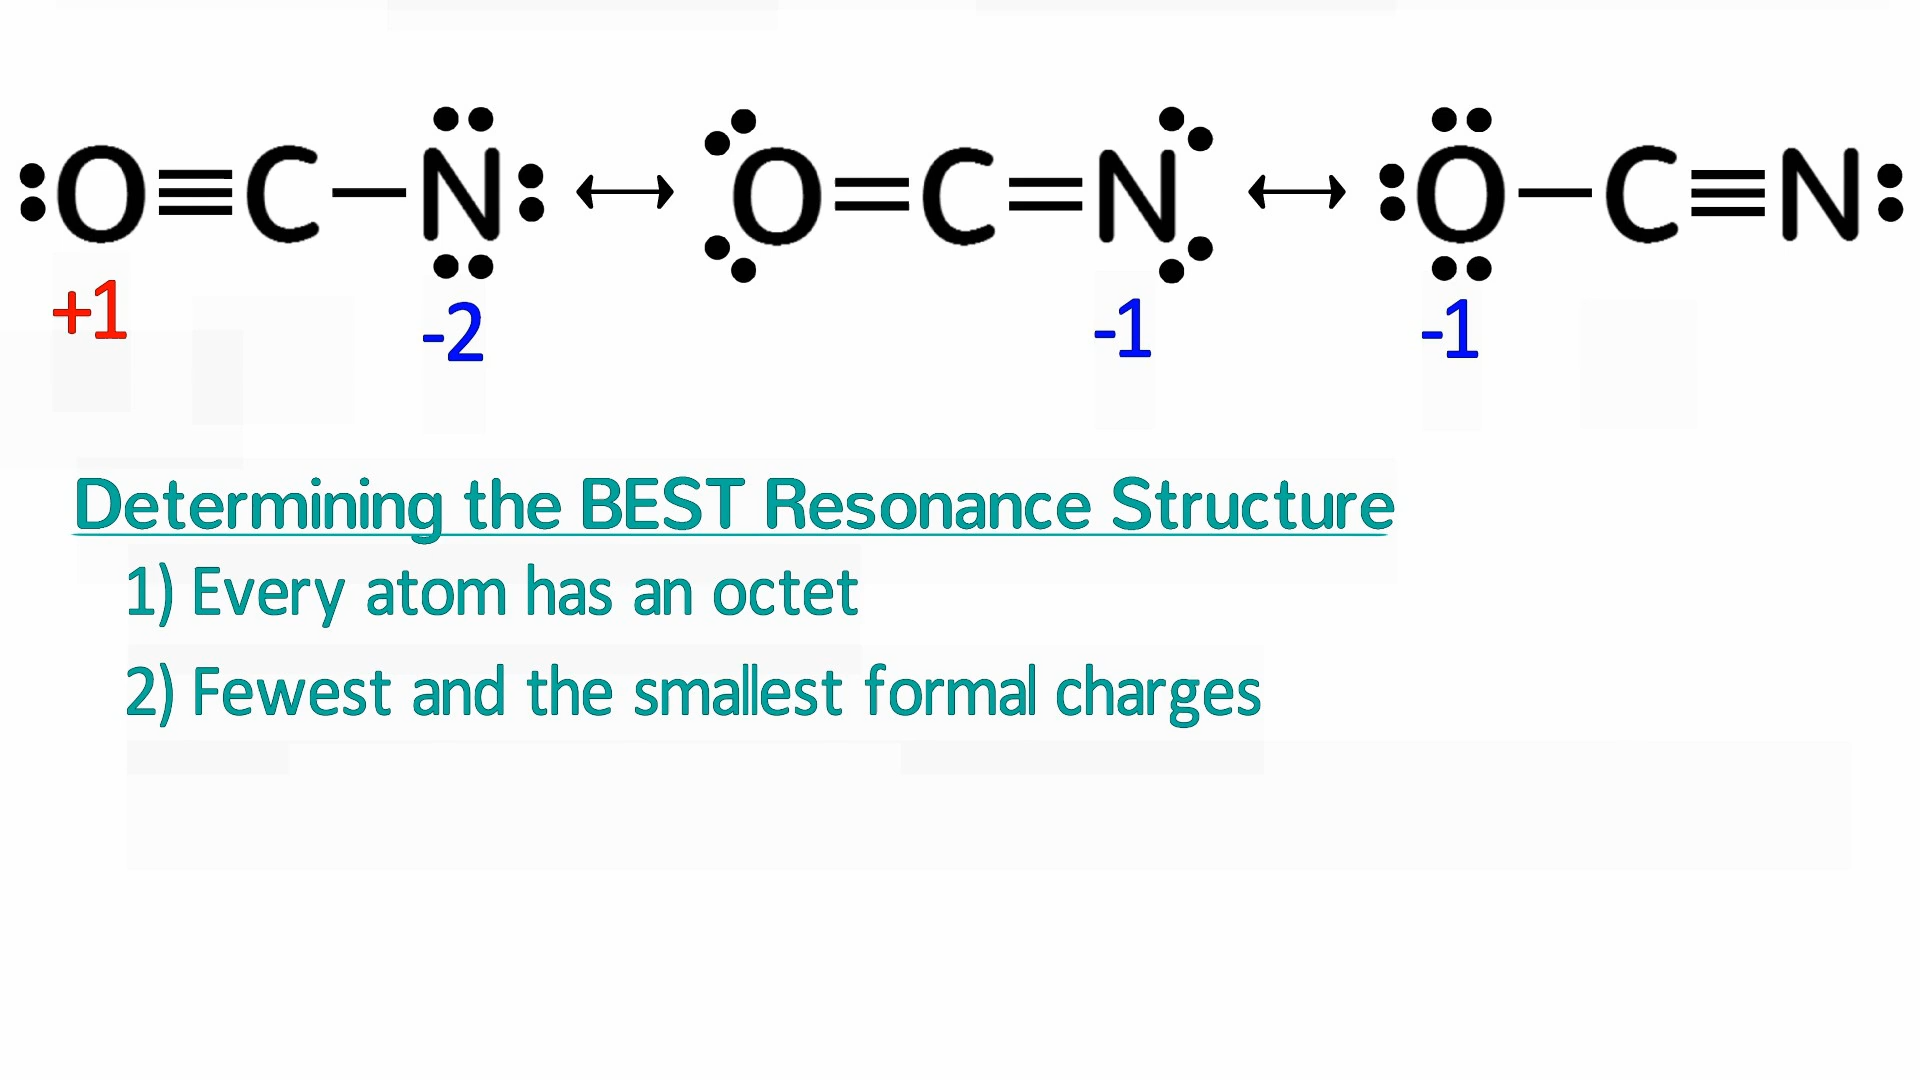 :O≡C–N̈: ↔ Ö=C=N̈ ↔ :Ö–C≡N:
+1 -2 -1 -1
Determining the BEST Resonance Structure
1) Every atom has an octet
2) Fewest and the smallest formal charges